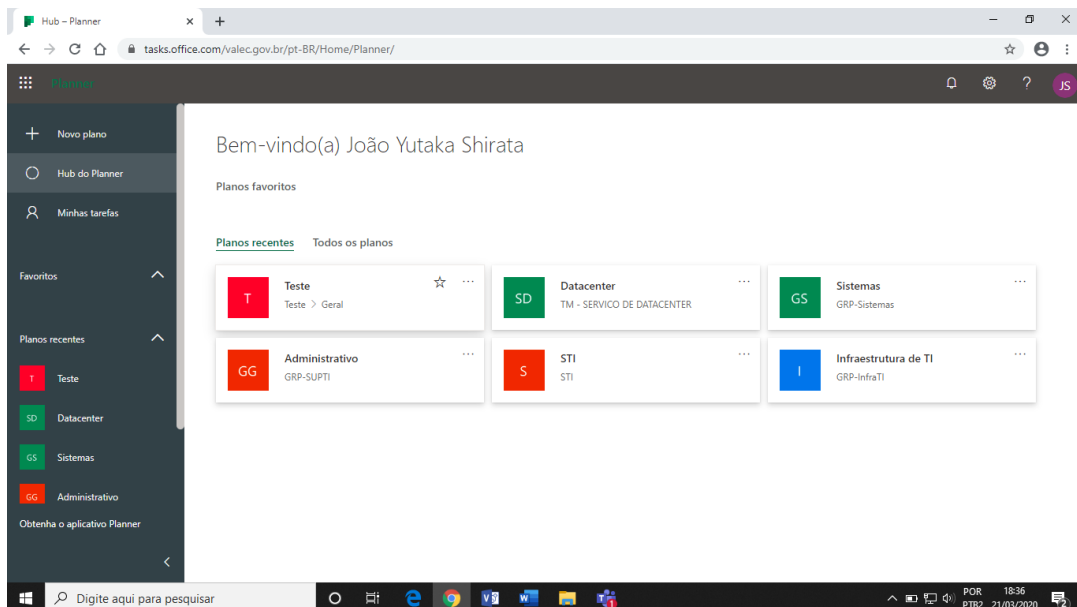 Hub – Planner
tasks.office.com/valec.gov.br/pt-BR/Home/Planner/
Planner
?
JS
Novo plano
Hub do Planner
Minhas tarefas
Favoritos
Planos recentes
T Teste
SD Datacenter
GS Sistemas
GG Administrativo
Obtenha o aplicativo Planner
Bem-vindo(a) João Yutaka Shirata
Planos favoritos
Planos recentes Todos os planos
T
Teste
Teste > Geral
SD
Datacenter
TM - SERVICO DE DATACENTER
GS
Sistemas
GRP-Sistemas
GG
Administrativo
GRP-SUPTI
S
STI
STI
I
Infraestrutura de TI
GRP-InfraTI
Digite aqui para pesquisar
POR 18:36
PTB2 21/03/2020